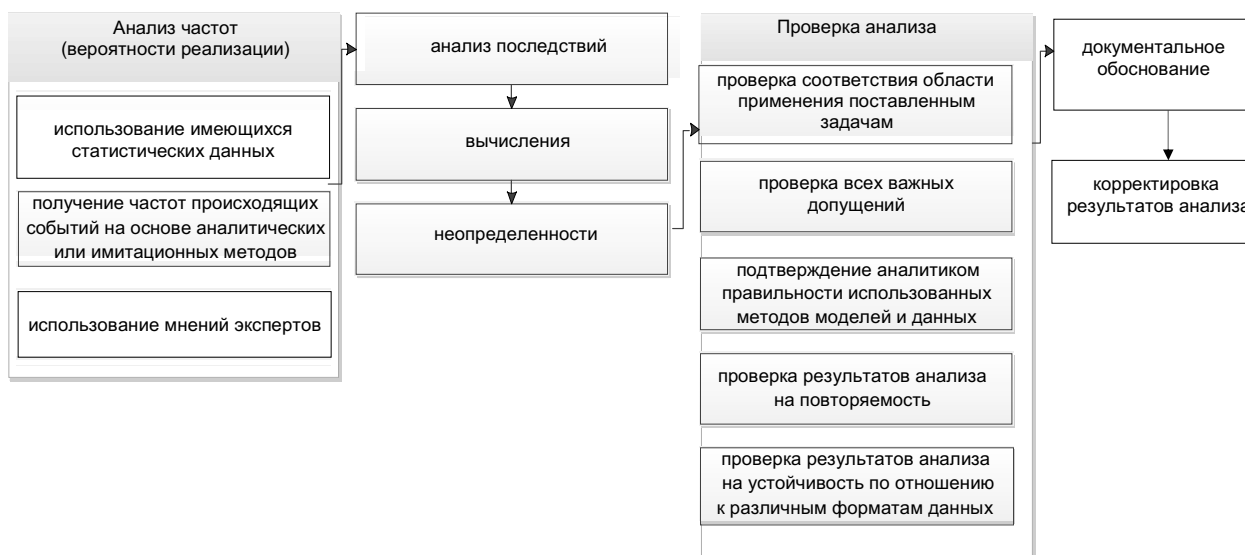 Анализ частот
(вероятности реализации)
использование имеющихся
статистических данных
получение частот происходящих
событий на основе аналитических
или имитационных методов
использование мнений экспертов
анализ последствий
вычисления
неопределенности
Проверка анализа
проверка соответствия области
применения поставленным
задачам
проверка всех важных
допущений
подтверждение аналитиком
правильности использованных
методов моделей и данных
проверка результатов анализа
на повторяемость
проверка результатов анализа
на устойчивость по отношению
к различным форматам данных
документальное
обоснование
корректировка
результатов анализа